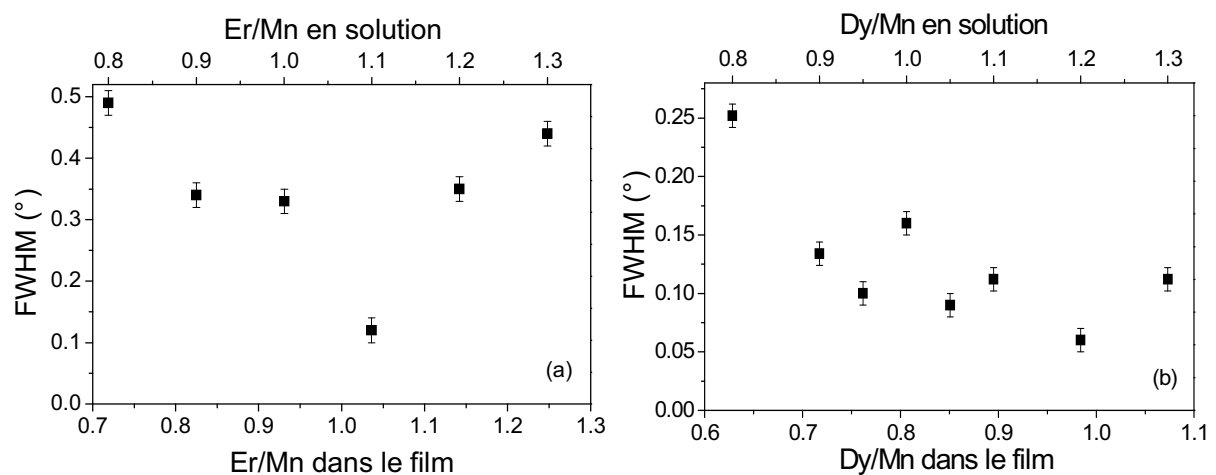 Er/Mn en solution
0.8 0.9 1.0 1.1 1.2 1.3
0.5
0.4
0.3
0.2
0.1
0.0
FWHM (°)
(a)
0.7 0.8 0.9 1.0 1.1 1.2 1.3
Er/Mn dans le film
Dy/Mn en solution
0.8 0.9 1.0 1.1 1.2 1.3
0.25
0.20
0.15
0.10
0.05
0.00
FWHM (°)
(b)
0.6 0.7 0.8 0.9 1.0 1.1
Dy/Mn dans le film